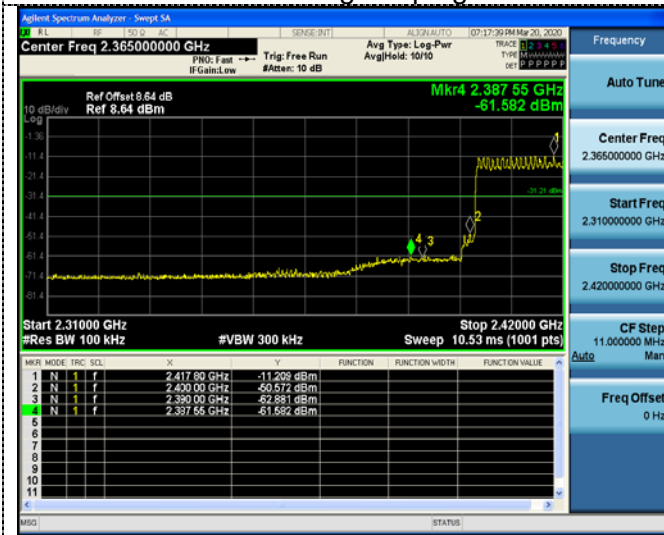 Agilent Spectrum Analyzer - Swept SA
RL RF 50 Ω AC SENSE:INT ALIGN AUTO 07:17:39 PM Mar 20, 2020
Center Freq 2.365000000 GHz
PNO: Fast
IFGain:Low
Trig: Free Run
#Atten: 10 dB
Avg Type: Log-Pwr
Avg|Hold: 10/10
TRACE 1 2 3 4 5 6
TYPE M
DET P P P P P P
Ref Offset 8.64 dB
Ref 8.64 dBm
10 dB/div
Log
Mkr4 2.387 55 GHz
-61.582 dBm
-1.36
-11.4
-21.4
-31.4
-41.4
-51.4
-61.4
-71.4
-81.4
-31.21 dBm
1
2
3
4
Start 2.31000 GHz
#Res BW 100 kHz
#VBW 300 kHz
Stop 2.42000 GHz
Sweep 10.53 ms (1001 pts)
MKR MODE TRC SCL X Y FUNCTION FUNCTION WIDTH FUNCTION VALUE
1 N 1 f 2.417 80 GHz -11.209 dBm
2 N 1 f 2.400 00 GHz -50.572 dBm
3 N 1 f 2.390 00 GHz -62.881 dBm
4 N 1 f 2.387 55 GHz -61.582 dBm
5
6
7
8
9
10
11
MSG STATUS
Frequency
Auto Tune
Center Freq
2.365000000 GHz
Start Freq
2.310000000 GHz
Stop Freq
2.420000000 GHz
CF Step
11.000000 MHz
Auto Man
Freq Offset
0 Hz